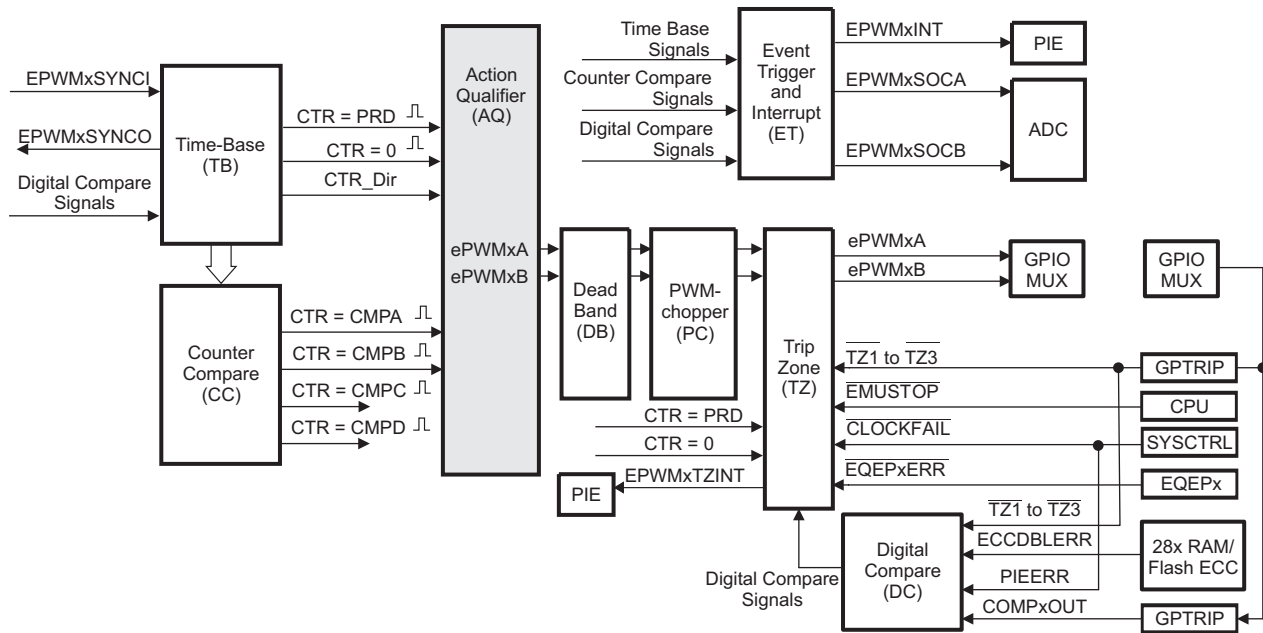 EPWMxSYNCI
EPWMxSYNCO
Digital Compare
Signals
Time-Base
(TB)
CTR = PRD
CTR = 0
CTR_Dir
Counter
Compare
(CC)
CTR = CMPA
CTR = CMPB
CTR = CMPC
CTR = CMPD
Action
Qualifier
(AQ)
ePWMxA
ePWMxB
Time Base
Signals
Counter Compare
Signals
Digital Compare
Signals
Event
Trigger
and
Interrupt
(ET)
EPWMxINT
EPWMxSOCA
EPWMxSOCB
PIE
ADC
Dead
Band
(DB)
PWM-
chopper
(PC)
Trip
Zone
(TZ)
CTR = PRD
CTR = 0
EPWMxTZINT
PIE
ePWMxA
ePWMxB
GPIO
MUX
GPIO
MUX
TZ1 to TZ3
GPTRIP
EMUSTOP
CPU
CLOCKFAIL
SYSCTRL
EQEPxERR
EQEPx
Digital Compare
Signals
Digital
Compare
(DC)
TZ1 to TZ3
ECCDBLERR
28x RAM/
Flash ECC
PIEERR
COMPxOUT
GPTRIP